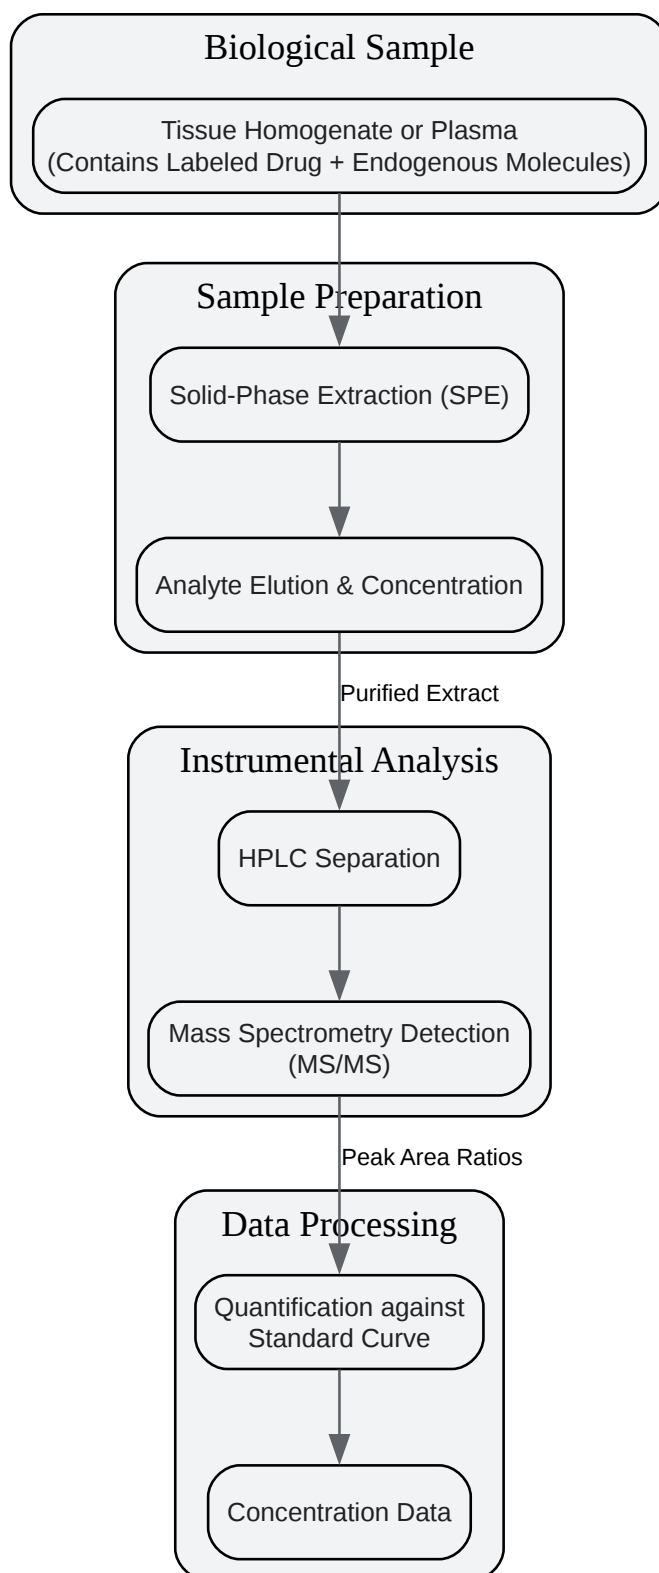 Biological Sample
Tissue Homogenate or Plasma
(Contains Labeled Drug + Endogenous Molecules)
Sample Preparation
Solid-Phase Extraction (SPE)
Analyte Elution & Concentration
Purified Extract
Instrumental Analysis
HPLC Separation
Mass Spectrometry Detection
(MS/MS)
Peak Area Ratios
Data Processing
Quantification against
Standard Curve
Concentration Data